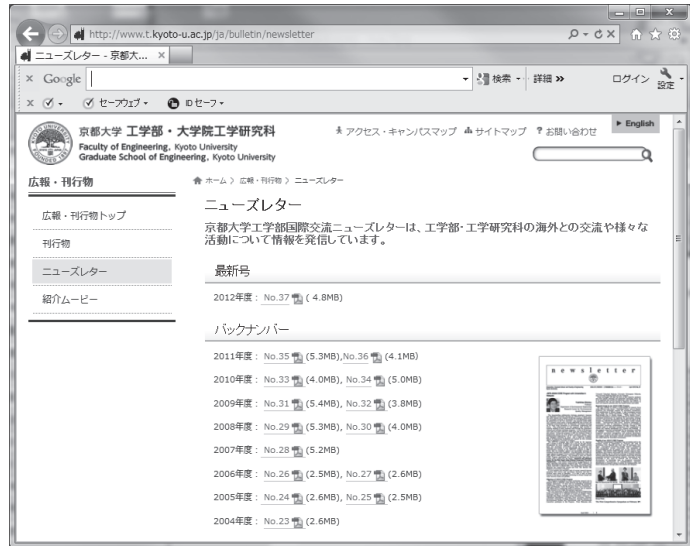 http://www.t.kyoto-u.ac.jp/ja/bulletin/newsletter
ニューズレター - 京都大...
Google 検索 詳細 ログイン 設定
セーフウェブ IDセーフ
京都大学 工学部・大学院工学研究科
Faculty of Engineering, Kyoto University
Graduate School of Engineering, Kyoto University
アクセス・キャンパスマップ サイトマップ お問い合わせ English
広報・刊行物
広報・刊行物トップ
刊行物
ニューズレター
紹介ムービー
ホーム 〉 広報・刊行物 〉 ニューズレター
ニューズレター
京都大学工学部国際交流ニューズレターは、工学部・工学研究科の海外との交流や様々な
活動について情報を発信しています。
最新号
2012年度： No.37 ( 4.8MB)
バックナンバー
2011年度： No.35 (5.3MB),No.36 (4.1MB)
2010年度： No.33 (4.0MB), No.34 (5.0MB)
2009年度： No.31 (5.4MB), No.32 (3.8MB)
2008年度： No.29 (5.3MB), No.30 (4.0MB)
2007年度： No.28 (5.2MB)
2006年度： No.26 (2.5MB), No.27 (2.6MB)
2005年度： No.24 (2.6MB), No.25 (2.5MB)
2004年度： No.23 (2.6MB)
newsletter